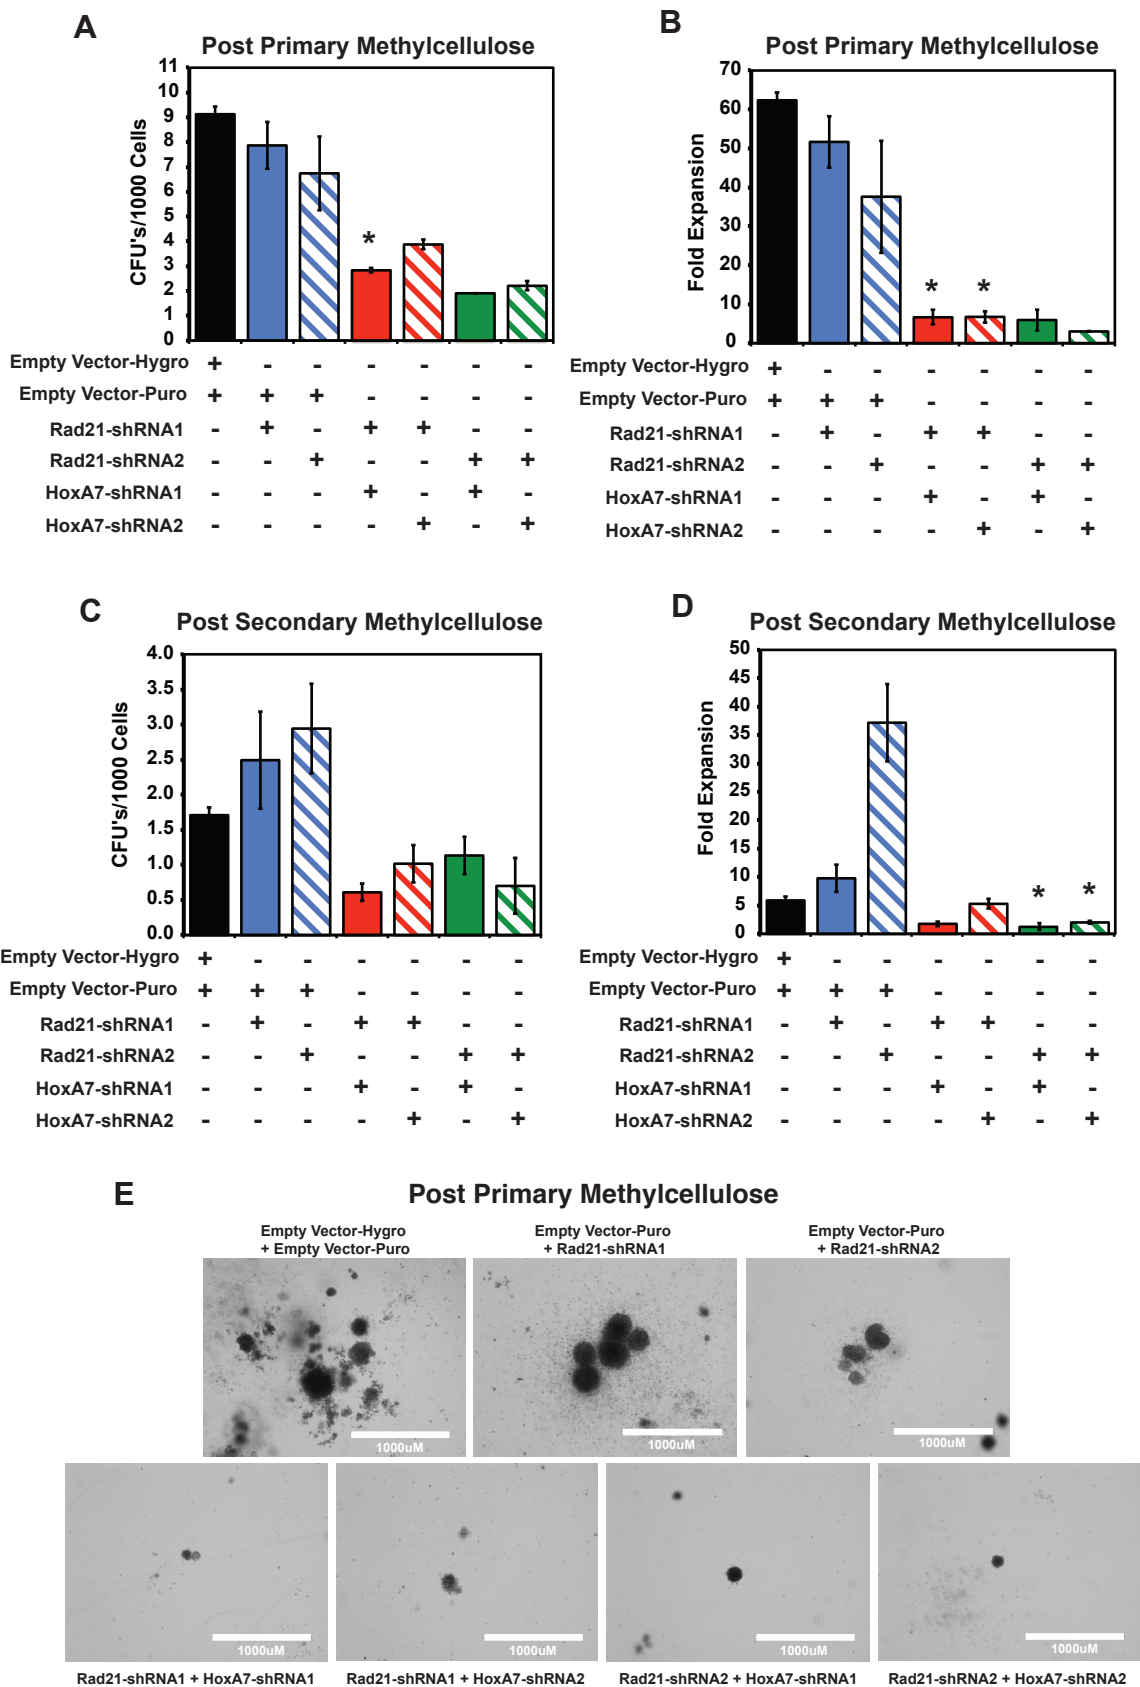 A
Post Primary Methylcellulose
CFU's/1000 Cells
11
10
9
8
7
6
5
4
3
2
1
0
*
Empty Vector-Hygro + - - - - - -
Empty Vector-Puro + + + - - - -
Rad21-shRNA1 - + - + + - -
Rad21-shRNA2 - - + - - + +
HoxA7-shRNA1 - - - + - + -
HoxA7-shRNA2 - - - - + - +
B
Post Primary Methylcellulose
Fold Expansion
70
60
50
40
30
20
10
0
* *
Empty Vector-Hygro + - - - - - -
Empty Vector-Puro + + + - - - -
Rad21-shRNA1 - + - + + - -
Rad21-shRNA2 - - + - - + +
HoxA7-shRNA1 - - - + - + -
HoxA7-shRNA2 - - - - + - +
C
Post Secondary Methylcellulose
CFU's/1000 Cells
4.0
3.5
3.0
2.5
2.0
1.5
1.0
0.5
0.0
Empty Vector-Hygro + - - - - - -
Empty Vector-Puro + + + - - - -
Rad21-shRNA1 - + - + + - -
Rad21-shRNA2 - - + - - + +
HoxA7-shRNA1 - - - + - + -
HoxA7-shRNA2 - - - - + - +
D
Post Secondary Methylcellulose
Fold Expansion
50
45
40
35
30
25
20
15
10
5
0
* *
Empty Vector-Hygro + - - - - - -
Empty Vector-Puro + + + - - - -
Rad21-shRNA1 - + - + + - -
Rad21-shRNA2 - - + - - + +
HoxA7-shRNA1 - - - + - + -
HoxA7-shRNA2 - - - - + - +
E
Post Primary Methylcellulose
Empty Vector-Hygro
+ Empty Vector-Puro
Empty Vector-Puro
+ Rad21-shRNA1
Empty Vector-Puro
+ Rad21-shRNA2
1000uM
1000uM
1000uM
1000uM
1000uM
1000uM
1000uM
Rad21-shRNA1 + HoxA7-shRNA1
Rad21-shRNA1 + HoxA7-shRNA2
Rad21-shRNA2 + HoxA7-shRNA1
Rad21-shRNA2 + HoxA7-shRNA2